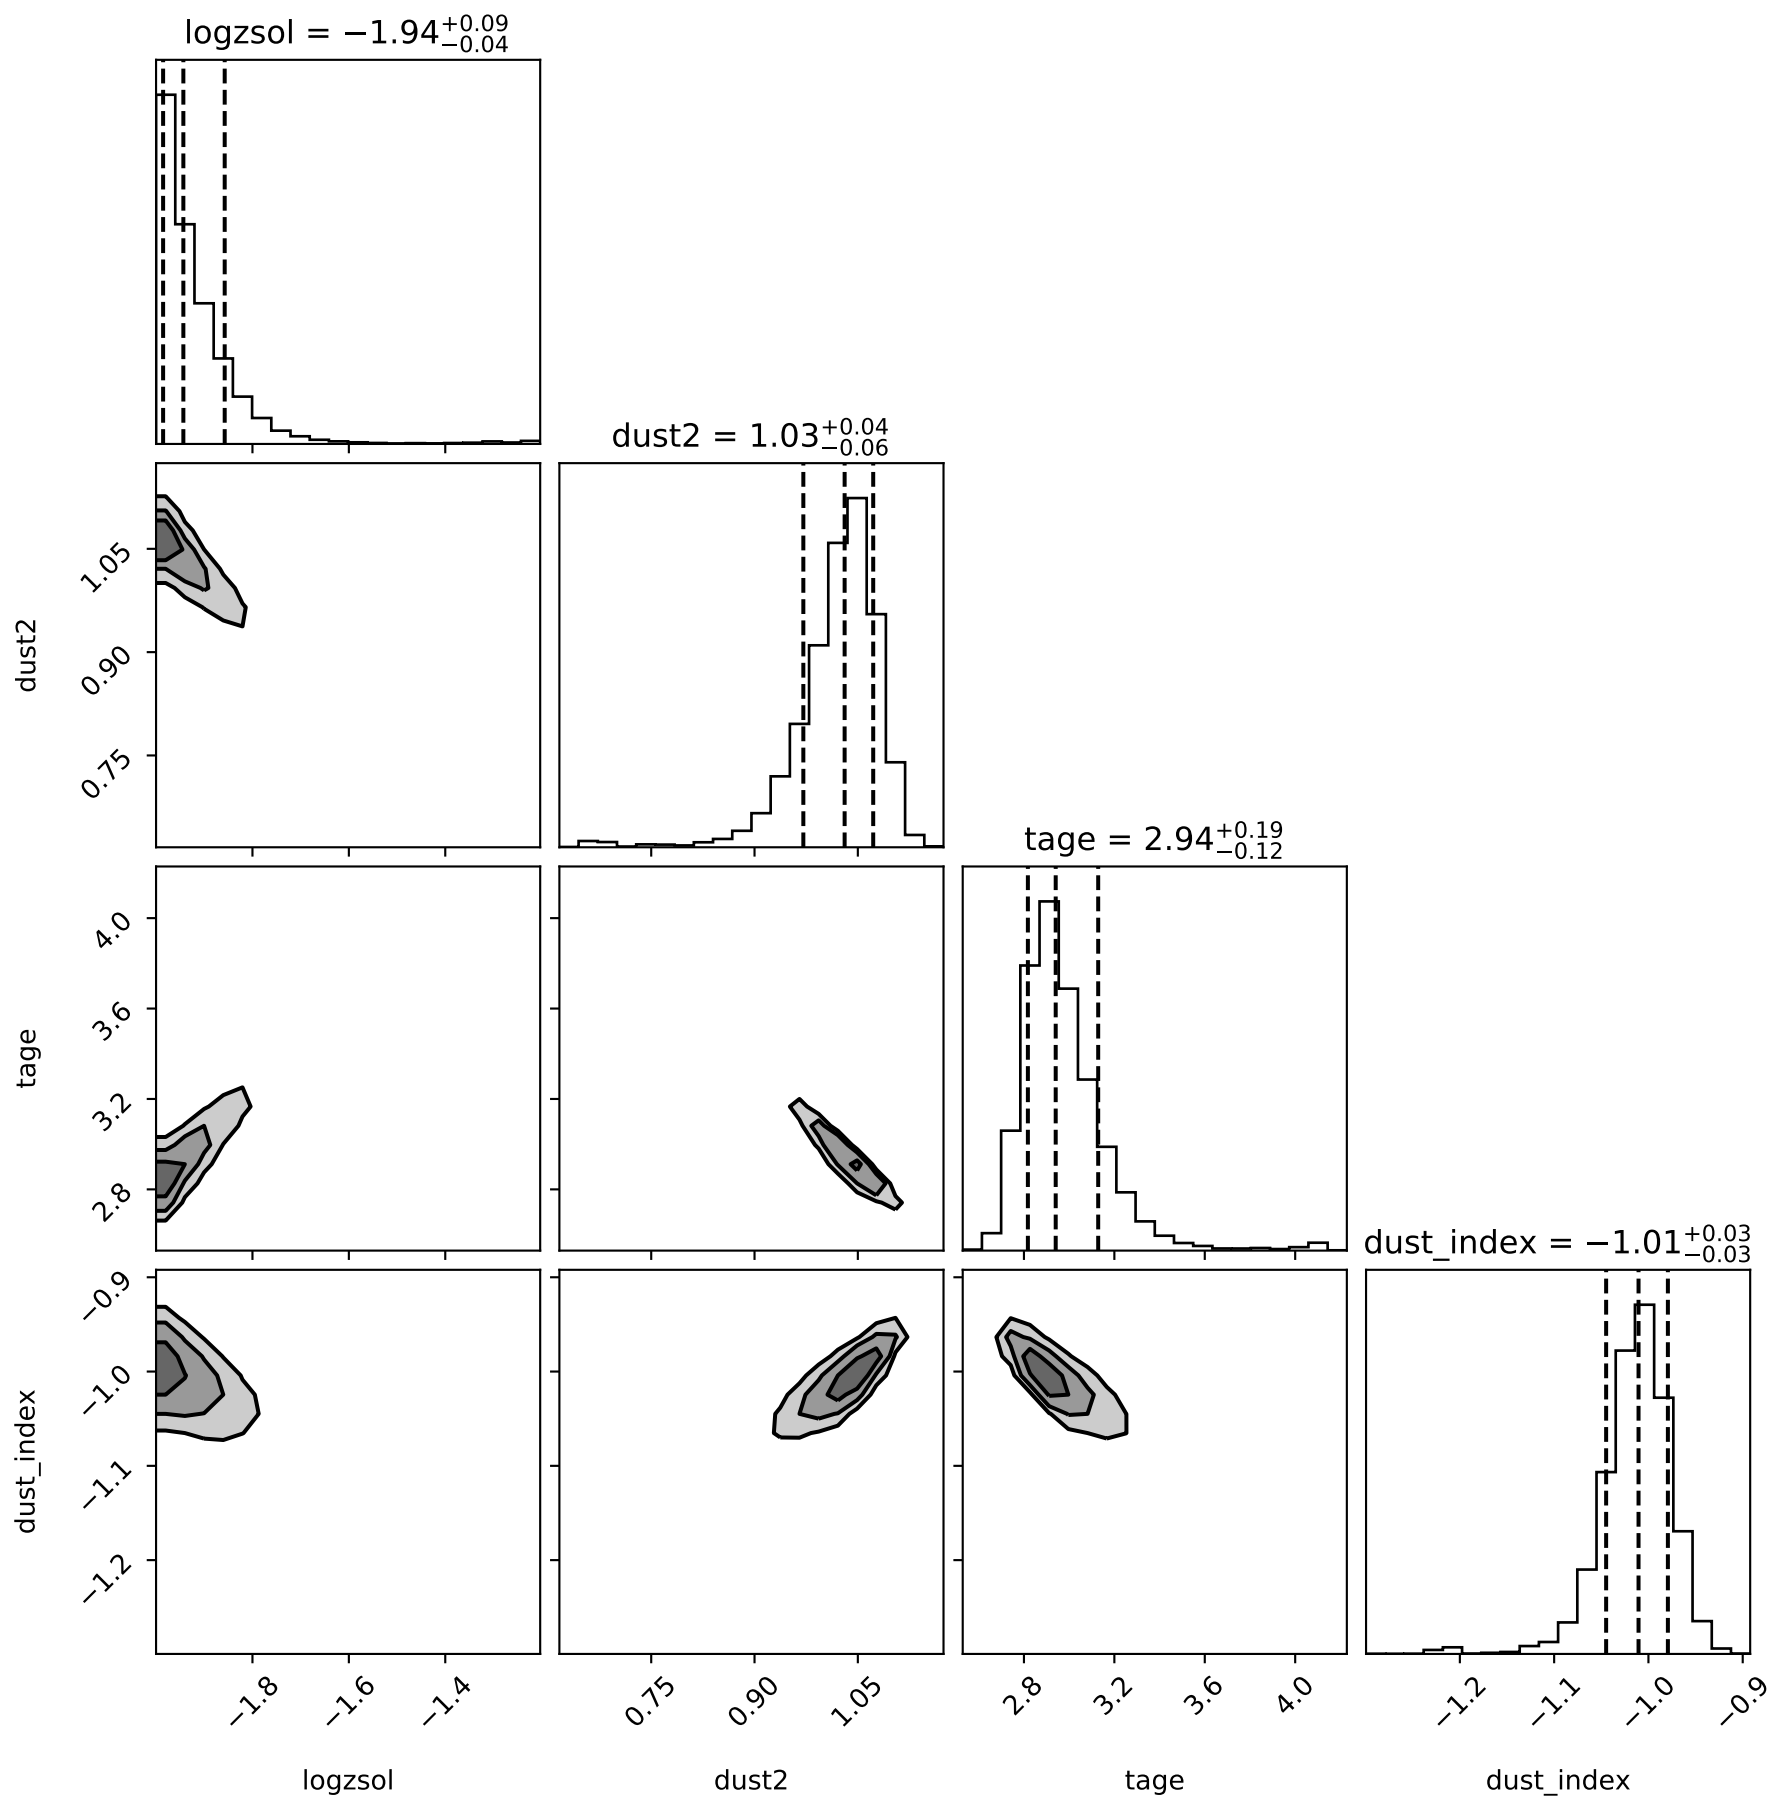 logzsol = −1.94+0.09−0.04
dust2 = 1.03+0.04−0.06
dust2
1.05
0.90
0.75
tage = 2.94+0.19−0.12
tage
4.0
3.6
3.2
2.8
dust_index = −1.01+0.03−0.03
dust_index
−0.9
−1.0
−1.1
−1.2
−1.8 −1.6 −1.4 0.75 0.90 1.05 2.8 3.2 3.6 4.0 −1.2 −1.1 −1.0 −0.9
logzsol dust2 tage dust_index